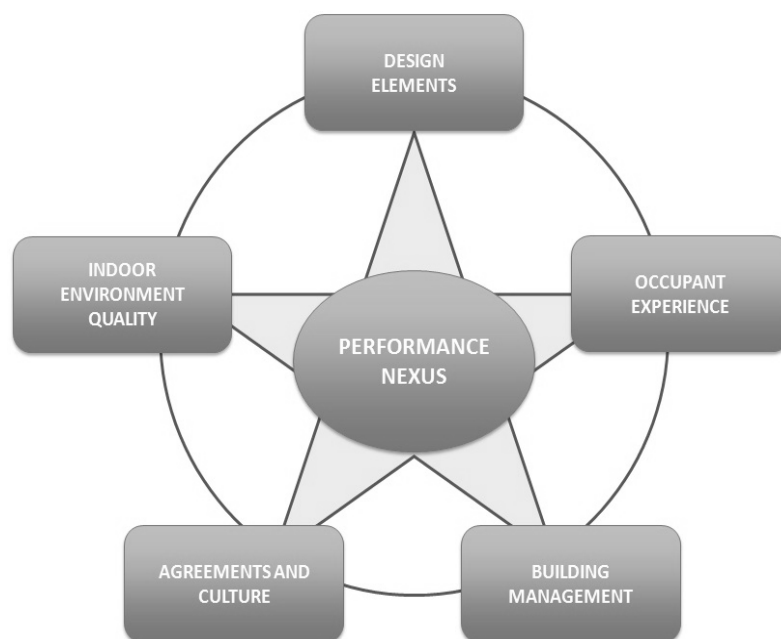 DESIGN
ELEMENTS
INDOOR
ENVIRONMENT
QUALITY
OCCUPANT
EXPERIENCE
PERFORMANCE
NEXUS
AGREEMENTS AND
CULTURE
BUILDING
MANAGEMENT